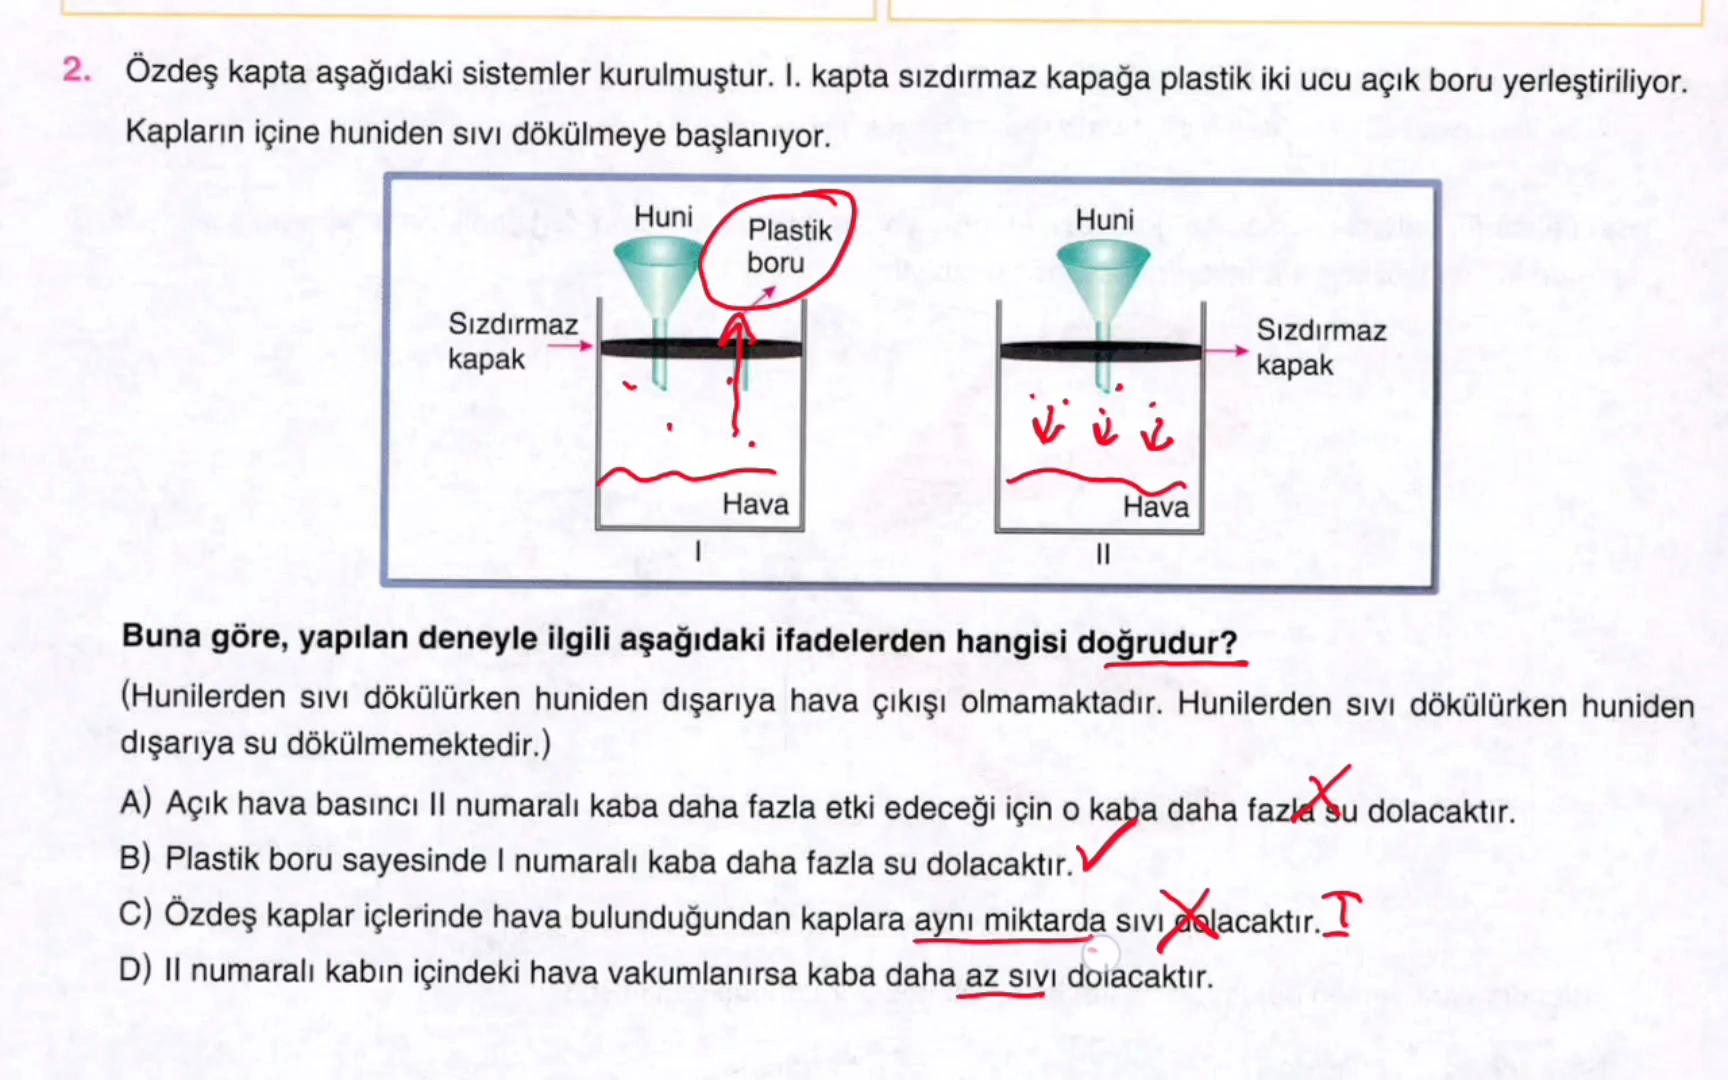 2. Özdeş kapta aşağıdaki sistemler kurulmuştur. I. kapta sızdırmaz kapağa plastik iki ucu açık boru yerleştiriliyor.
Kapların içine huniden sıvı dökülmeye başlanıyor.
Huni
Plastik
boru
Sızdırmaz
kapak
Hava
I
Huni
Sızdırmaz
kapak
Hava
II
Buna göre, yapılan deneyle ilgili aşağıdaki ifadelerden hangisi doğrudur?
(Hunilerden sıvı dökülürken huniden dışarıya hava çıkışı olmamaktadır. Hunilerden sıvı dökülürken huniden
dışarıya su dökülmemektedir.)
A) Açık hava basıncı II numaralı kaba daha fazla etki edeceği için o kaba daha fazla su dolacaktır.
B) Plastik boru sayesinde I numaralı kaba daha fazla su dolacaktır.
C) Özdeş kaplar içlerinde hava bulunduğundan kaplara aynı miktarda sıvı dolacaktır. I
D) II numaralı kabın içindeki hava vakumlanırsa kaba daha az sıvı dolacaktır.